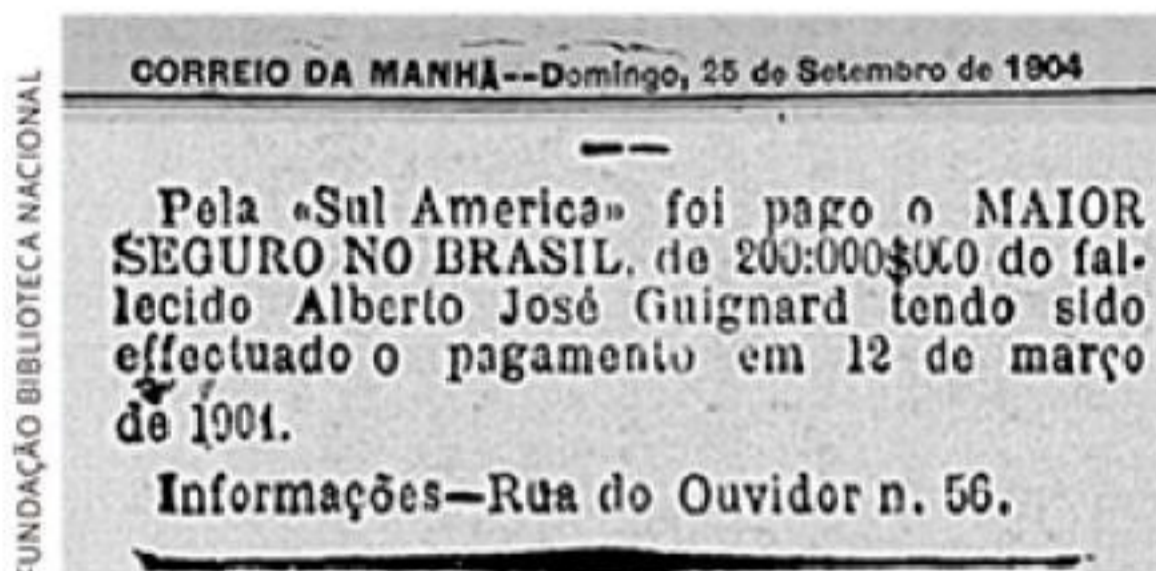 FUNDAÇÃO BIBLIOTECA NACIONAL
CORREIO DA MANHÃ--Domingo, 25 de Setembro de 1904
Pela «Sul America» foi pago o MAIOR
SEGURO NO BRASIL, de 200:000$000 do fal-
lecido Alberto José Guignard tendo sido
effectuado o pagamento em 12 de março
de 1904.
Informações—Rua do Ouvidor n. 56.